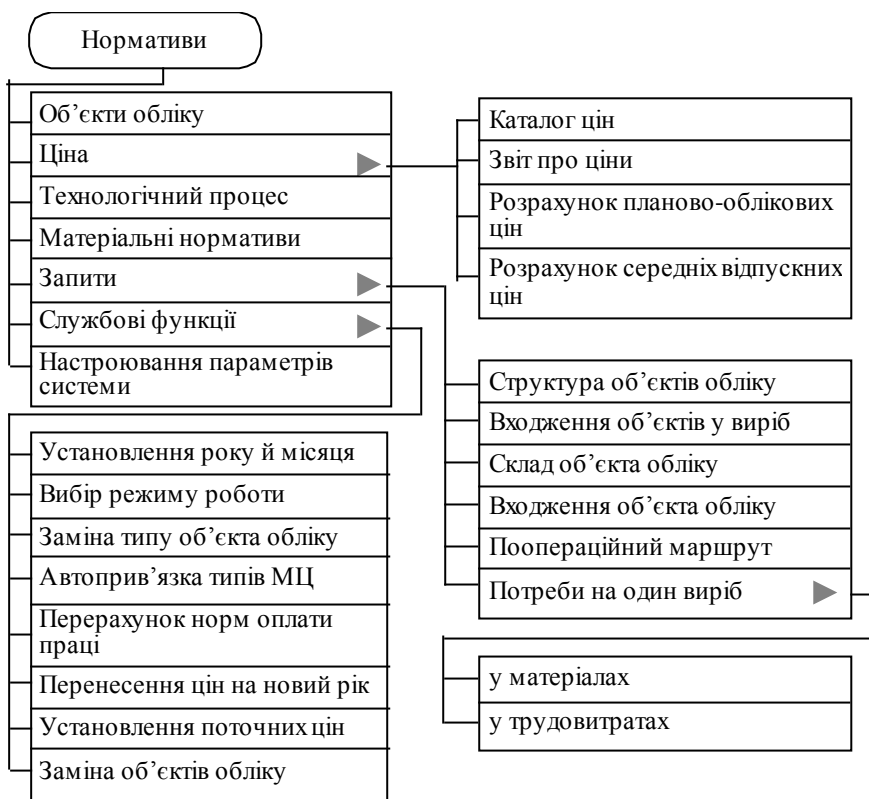 Нормативи
Об’єкти обліку
Ціна
Технологічний процес
Матеріальні нормативи
Запити
Службові функції
Настроювання параметрів
системи
Каталог цін
Звіт про ціни
Розрахунок планово-облікових
цін
Розрахунок середніх відпускних
цін
Структура об’єктів обліку
Входження об’єктів у виріб
Склад об’єкта обліку
Входження об’єкта обліку
Поопераційний маршрут
Потреби на один виріб
у матеріалах
у трудовитратах
Установлення року й місяця
Вибір режиму роботи
Заміна типу об’єкта обліку
Автоприв’язка типів МЦ
Перерахунок норм оплати
праці
Перенесення цін на новий рік
Установлення поточних цін
Заміна об’єктів обліку